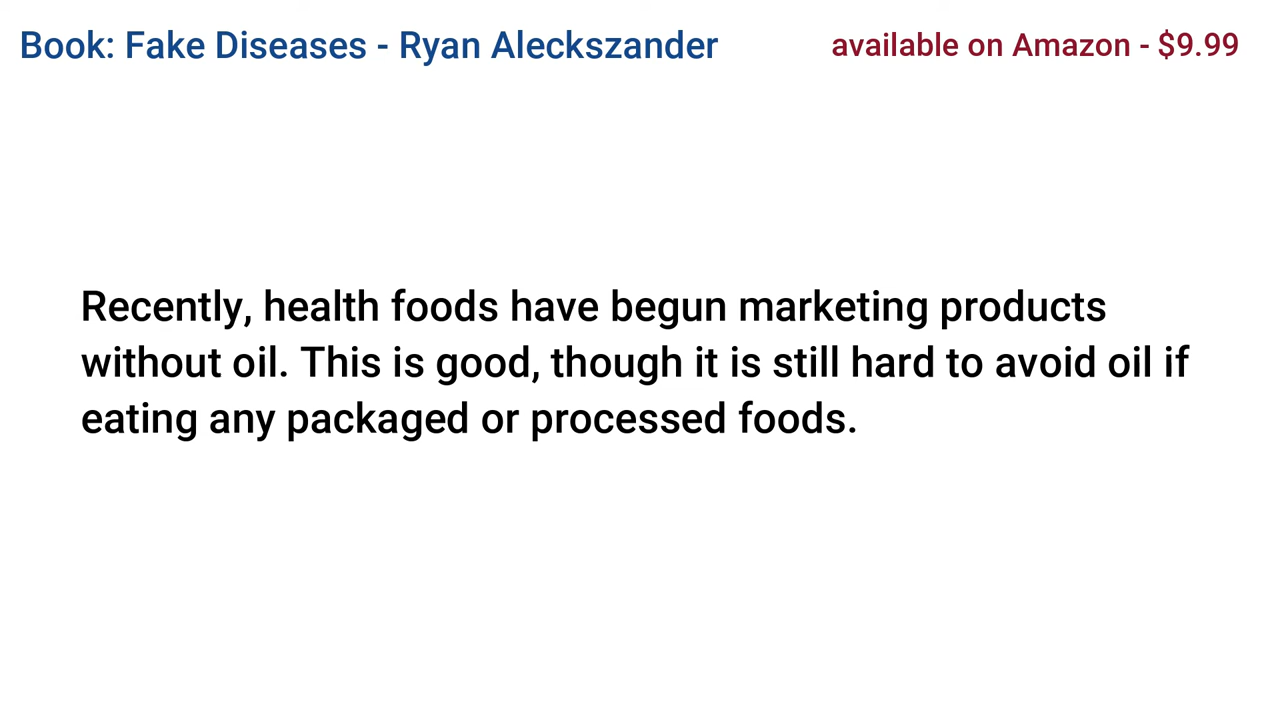 Book: Fake Diseases - Ryan Aleckszander
available on Amazon - $9.99
Recently, health foods have begun marketing products
without oil. This is good, though it is still hard to avoid oil if
eating any packaged or processed foods.